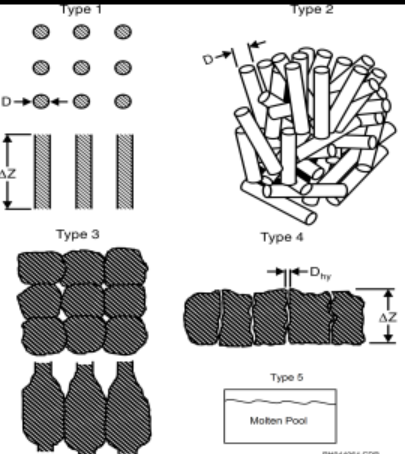 Type 1
Type 2
D
D
ΔZ
Type 3
Type 4
D_hy
ΔZ
Type 5
Molten Pool